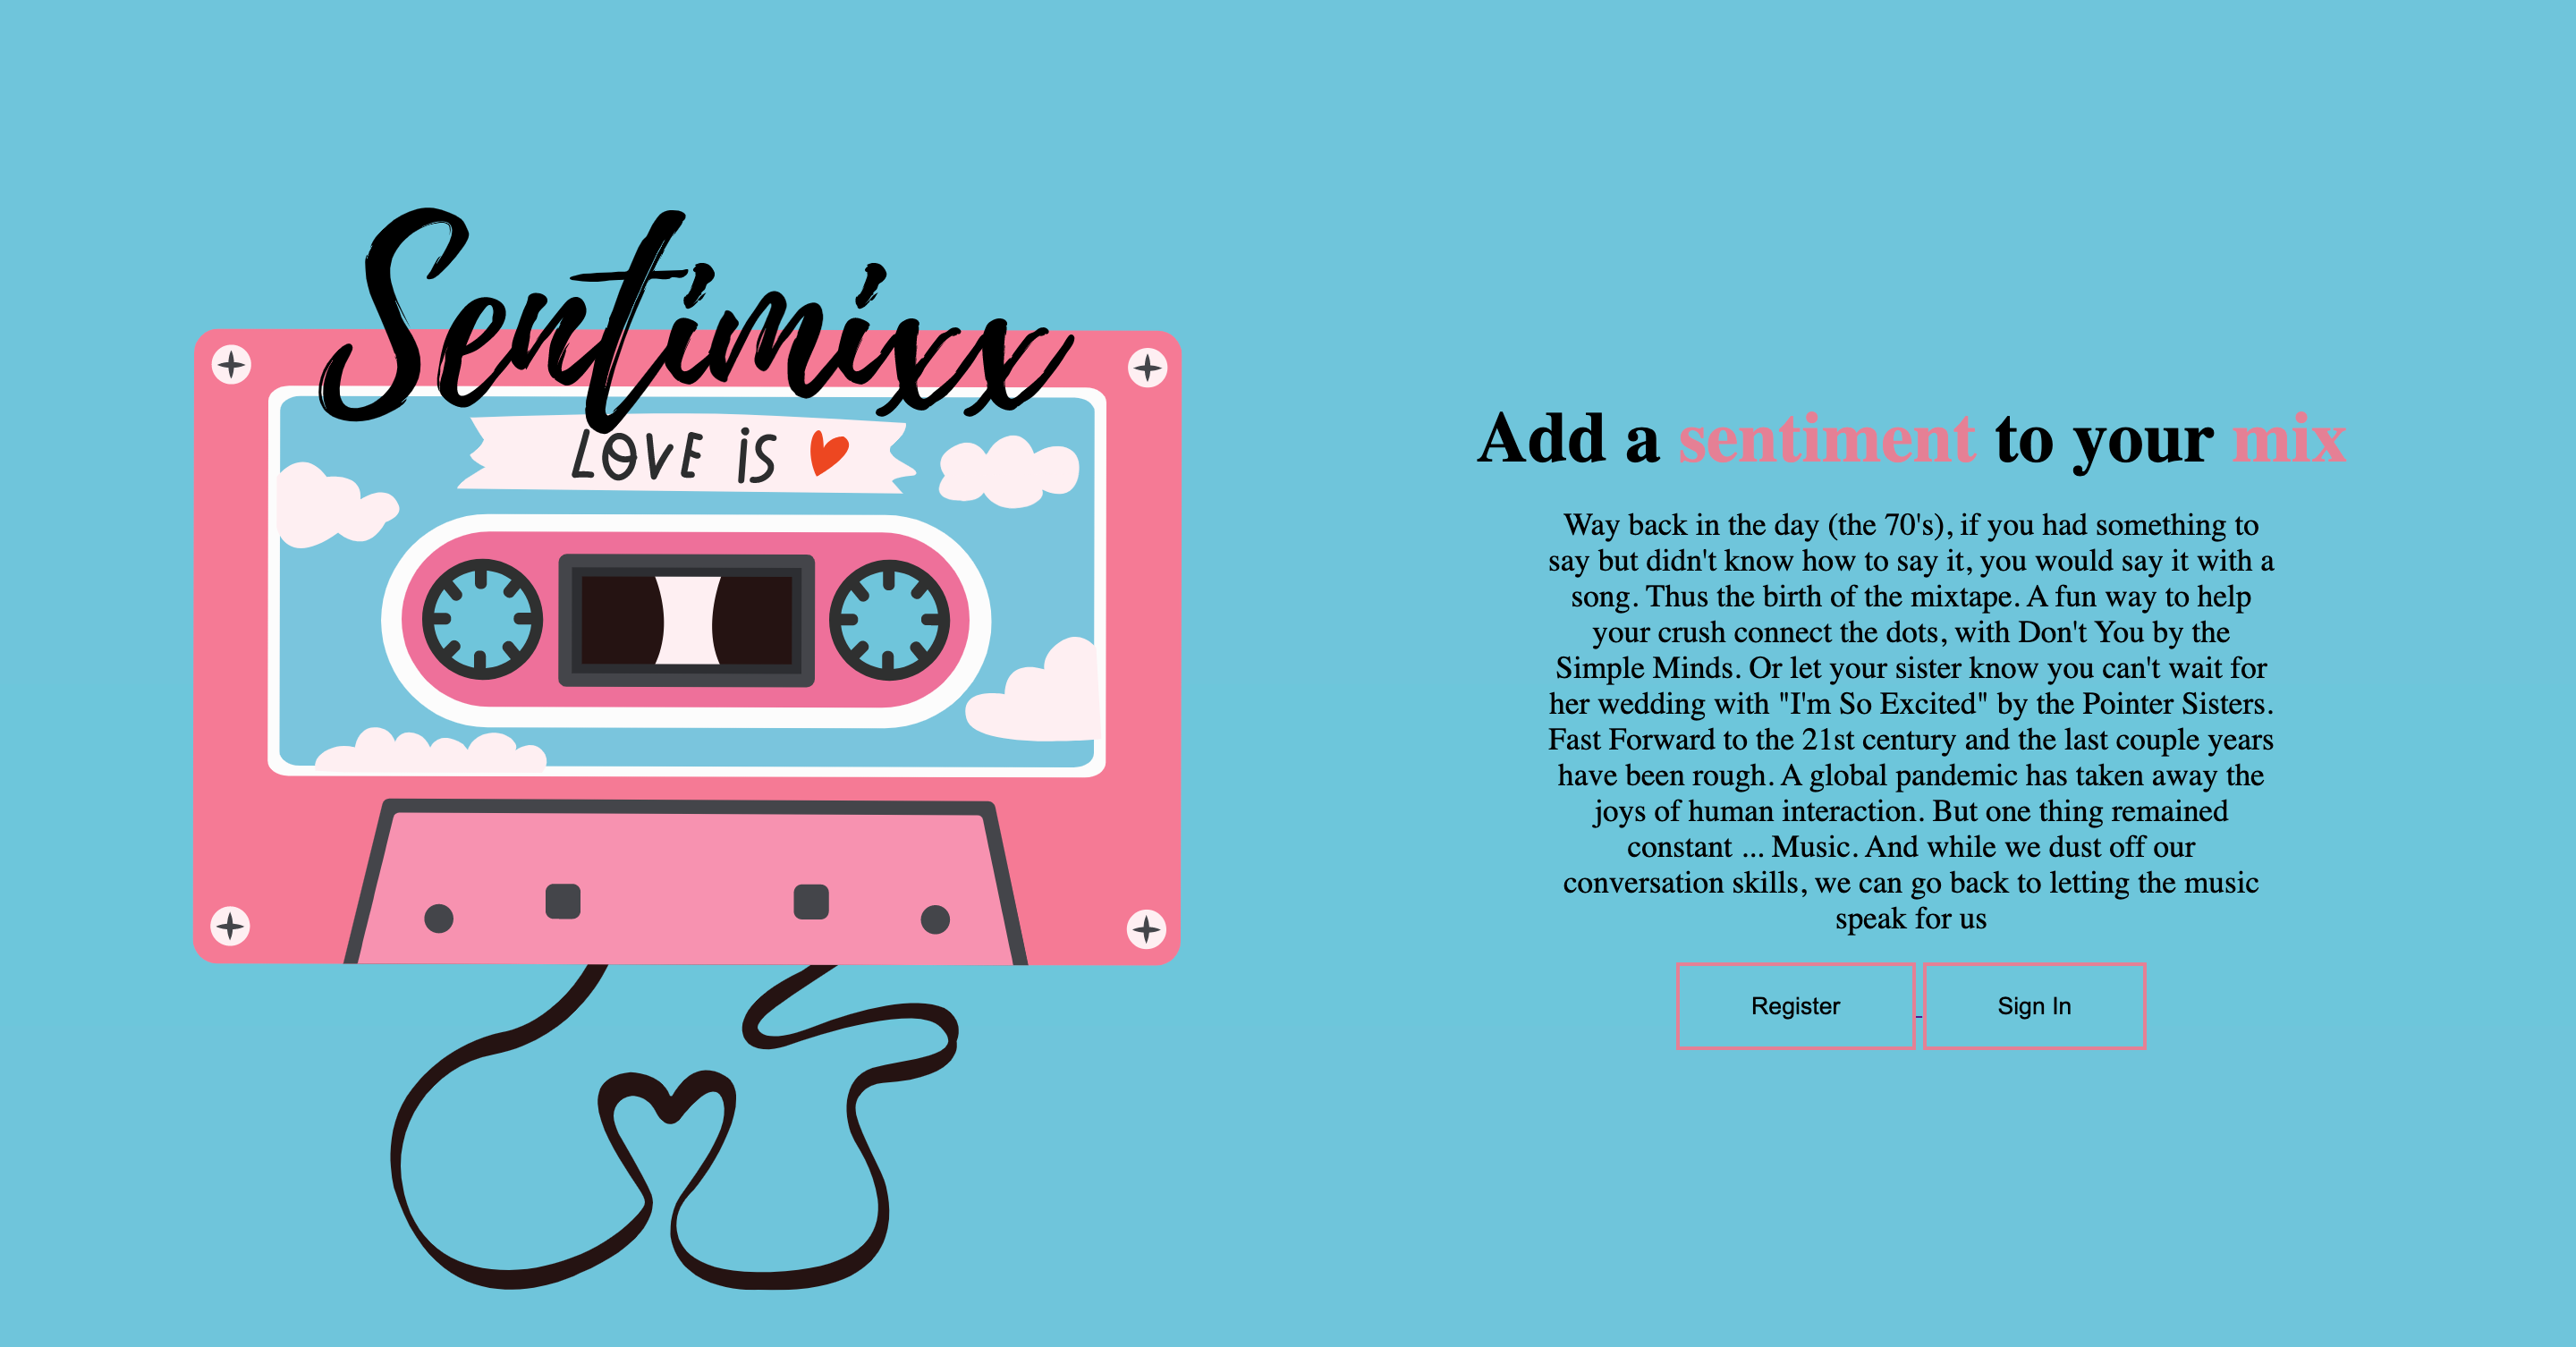 Sentimixx
LOVE iS
Add a sentiment to your mix
Way back in the day (the 70's), if you had something to
say but didn't know how to say it, you would say it with a
song. Thus the birth of the mixtape. A fun way to help
your crush connect the dots, with Don't You by the
Simple Minds. Or let your sister know you can't wait for
her wedding with "I'm So Excited" by the Pointer Sisters.
Fast Forward to the 21st century and the last couple years
have been rough. A global pandemic has taken away the
joys of human interaction. But one thing remained
constant ... Music. And while we dust off our
conversation skills, we can go back to letting the music
speak for us
Register
Sign In